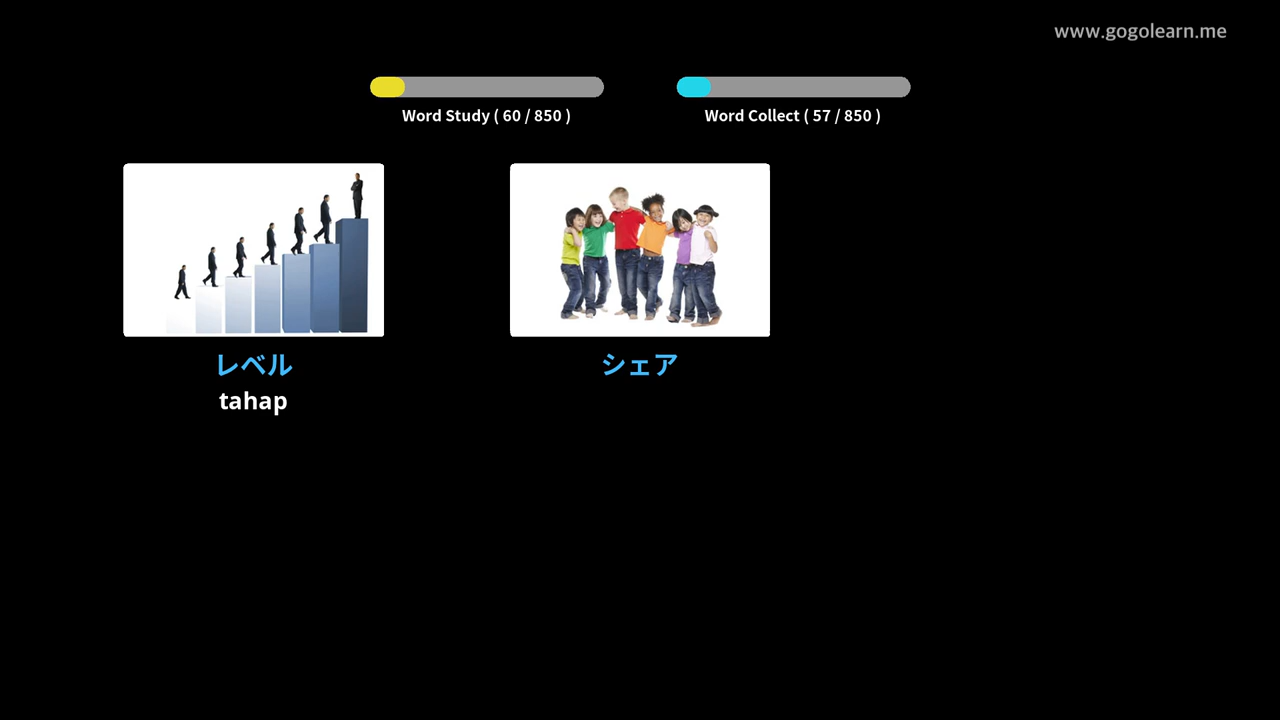 www.gogolearn.me
Word Study ( 60 / 850 )
Word Collect ( 57 / 850 )
レベル
シェア
tahap